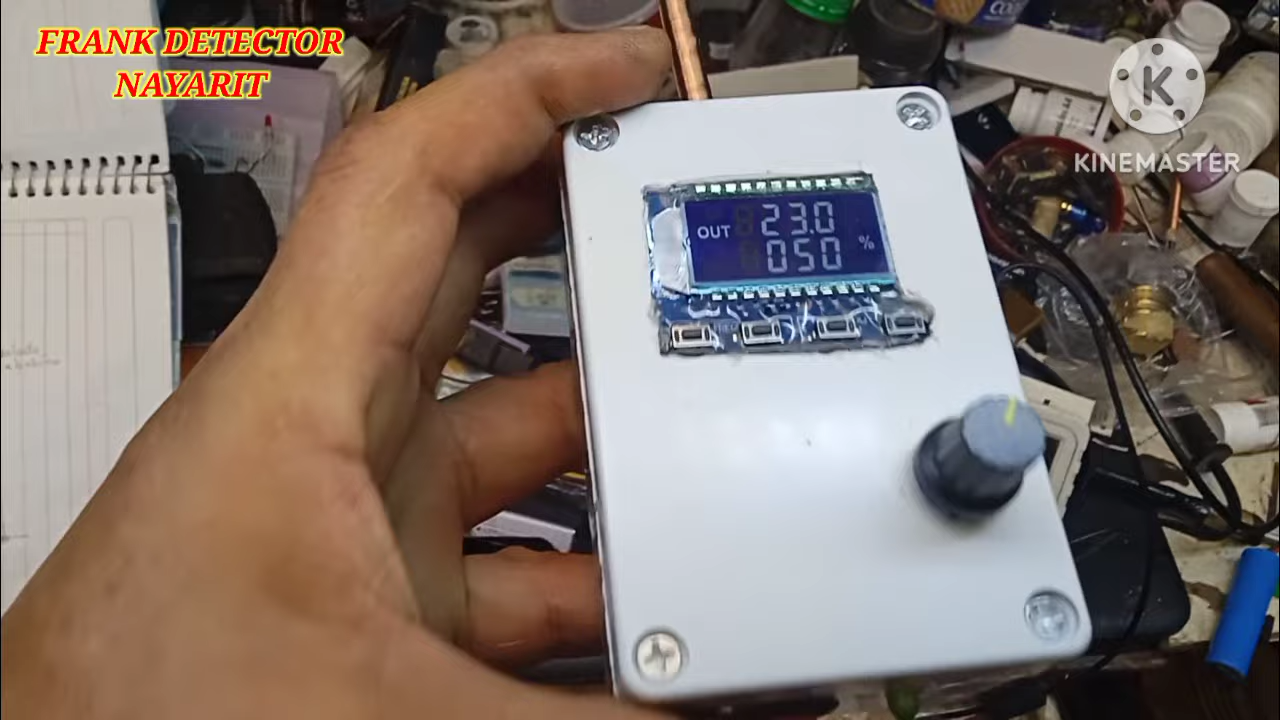 FRANK DETECTOR
NAYARIT
K
KINEMASTER
OUT 23.0
050 %